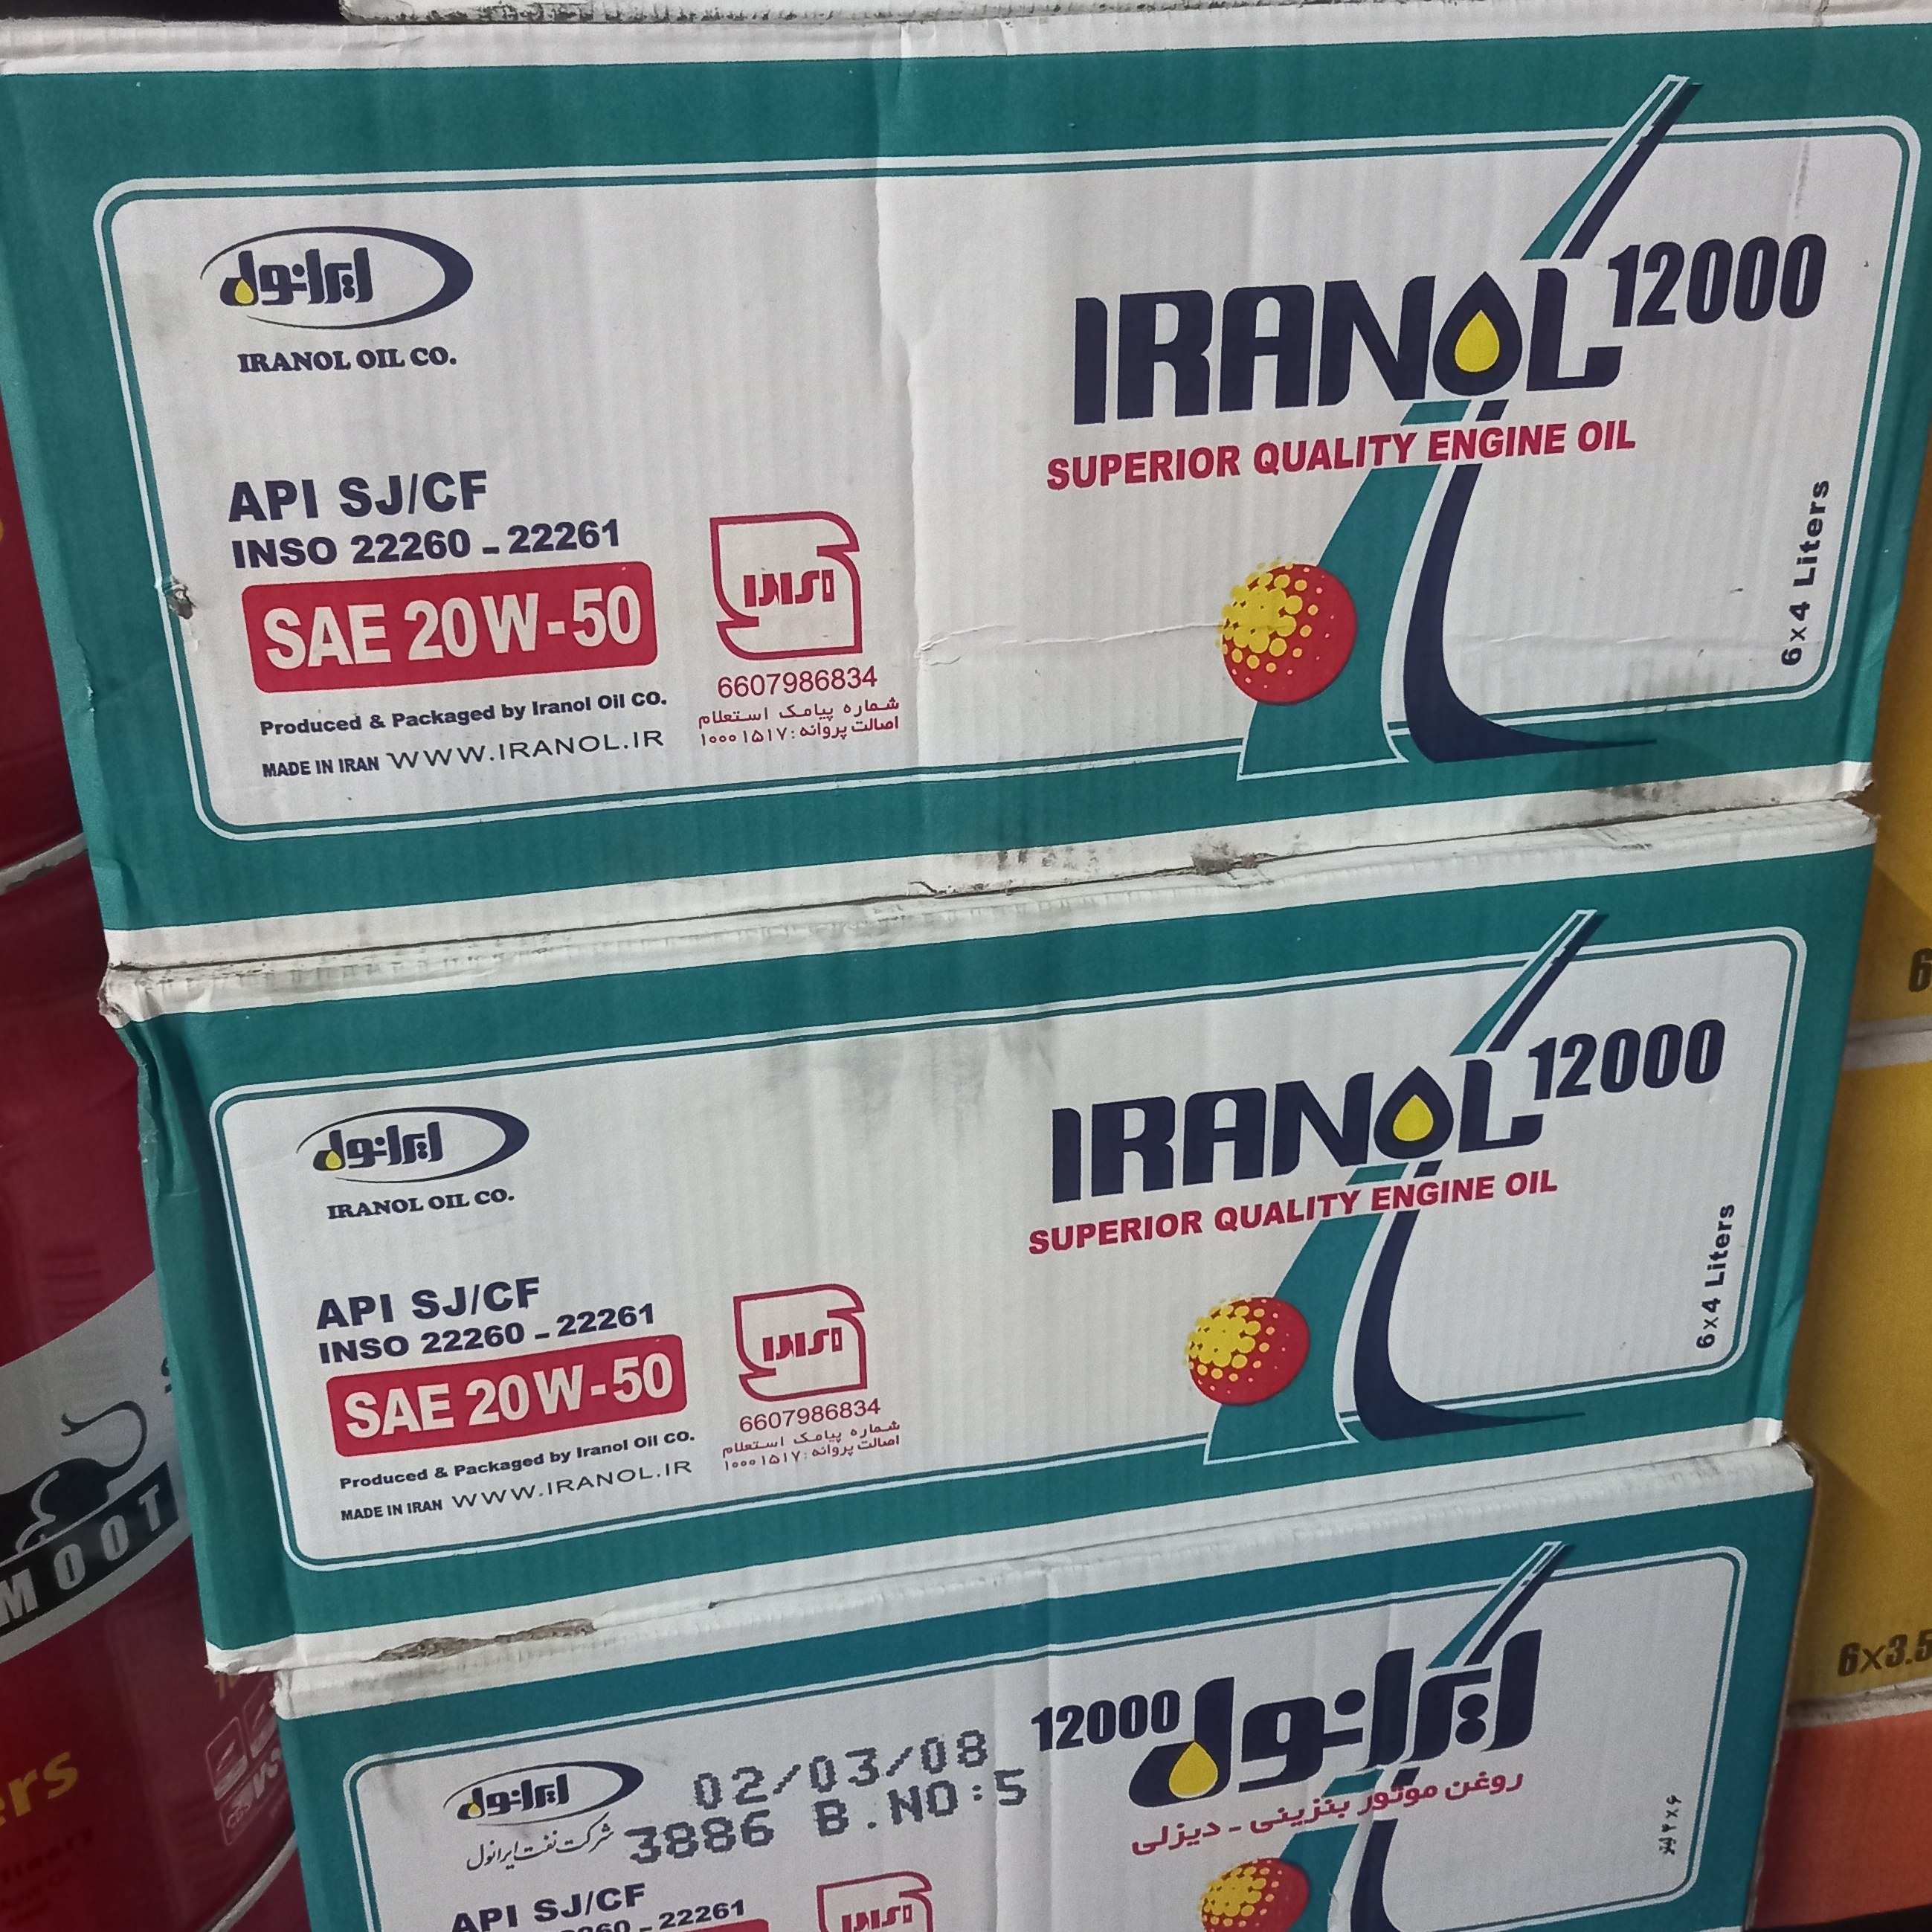 ایرانول
IRANOL OIL CO.
API SJ/CF
INSO 22260 - 22261
SAE 20W-50
Produced & Packaged by Iranol Oil CO.
MADE IN IRAN WWW.IRANOL.IR
6607986834
شماره پیامک استعلام
اصالت پروانه: ۱۰۰۰۱۵۱۷
IRANOL 12000
SUPERIOR QUALITY ENGINE OIL
6x4 Liters
ایرانول
IRANOL OIL CO.
API SJ/CF
INSO 22260 - 22261
SAE 20W-50
Produced & Packaged by Iranol Oil CO.
MADE IN IRAN WWW.IRANOL.IR
6607986834
شماره پیامک استعلام
اصالت پروانه: ۱۰۰۰۱۵۱۷
IRANOL 12000
SUPERIOR QUALITY ENGINE OIL
6x4 Liters
ایرانول
شرکت نفت ایرانول
02/03/08
3886 B.NO:5
API SJ/CF
- 22261
ایرانول 12000
روغن موتور بنزینی - دیزلی
۶x۴ لیتر
MOOT
ers
6x3.5